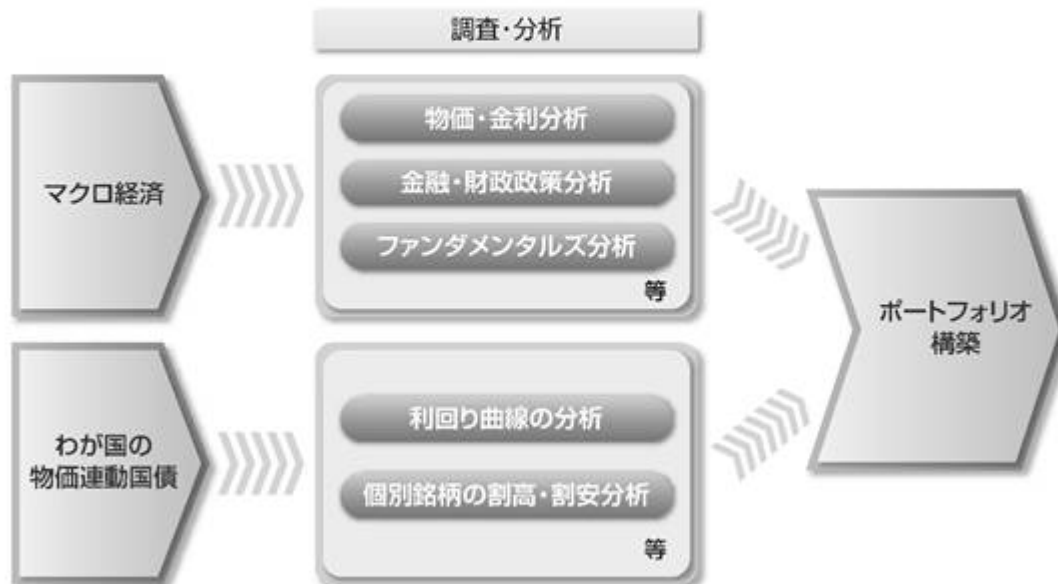 調査・分析
マクロ経済
物価・金利分析
金融・財政政策分析
ファンダメンタルズ分析
等
わが国の
物価連動国債
利回り曲線の分析
個別銘柄の割高・割安分析
等
ポートフォリオ
構築